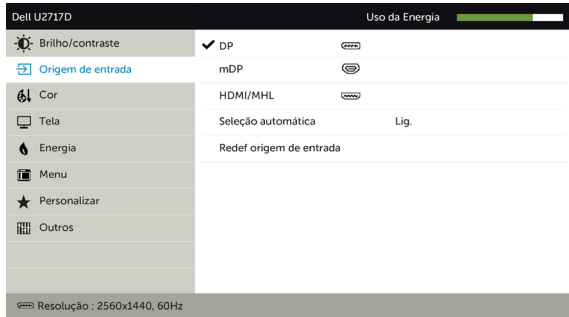 Dell U2717D Uso da Energia
Brilho/contraste
Origem de entrada
Cor
Tela
Energia
Menu
Personalizar
Outros
DP
mDP
HDMI/MHL
Seleção automática Lig.
Redef origem de entrada
Resolução : 2560x1440, 60Hz